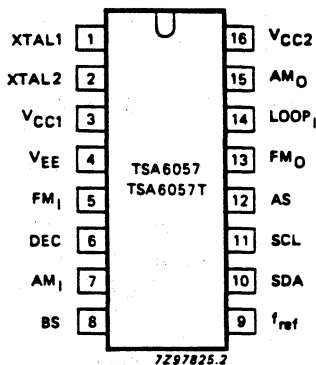 XTAL1 1 16 VCC2
XTAL2 2 15 AMO
VCC1 3 14 LOOPI
VEE 4 13 FMO
TSA6057
TSA6057T
FMI 5 12 AS
DEC 6 11 SCL
AMI 7 10 SDA
BS 8 9 fref
7Z97825.2